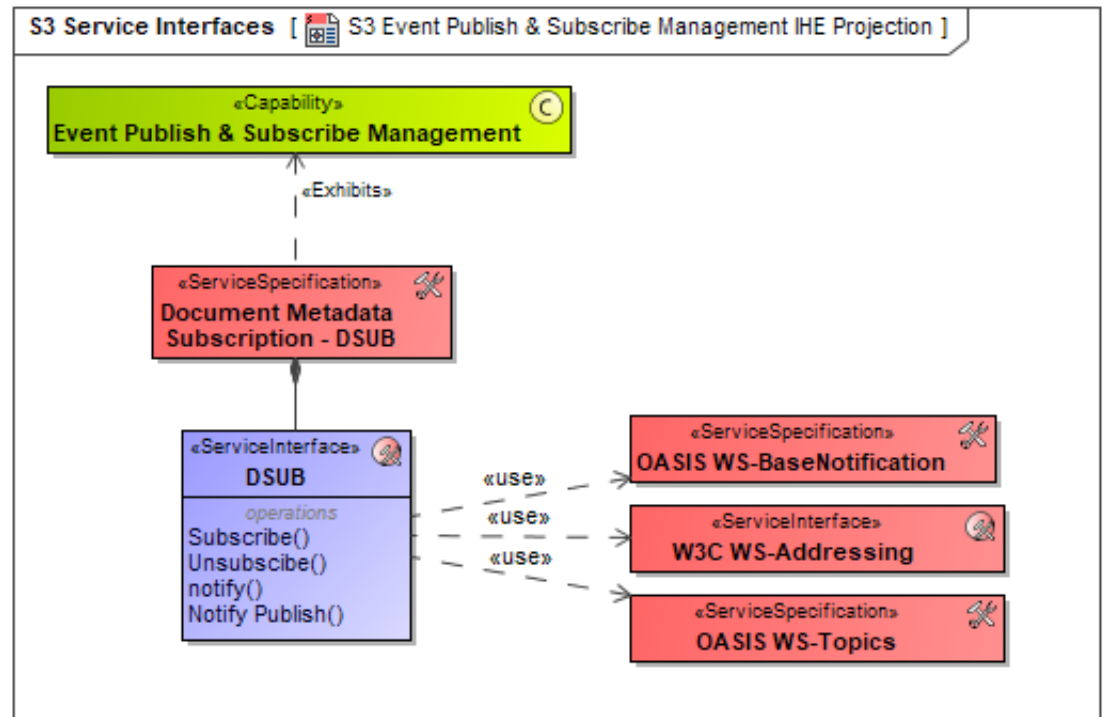 S3 Service Interfaces [ S3 Event Publish & Subscribe Management IHE Projection ]
«Capability»
C
Event Publish & Subscribe Management
«Exhibits»
«ServiceSpecification»
Document Metadata
Subscription - DSUB
«ServiceInterface»
DSUB
operations
Subscribe()
Unsubscibe()
notify()
Notify Publish()
«use»
«use»
«use»
«ServiceSpecification»
OASIS WS-BaseNotification
«ServiceInterface»
W3C WS-Addressing
«ServiceSpecification»
OASIS WS-Topics